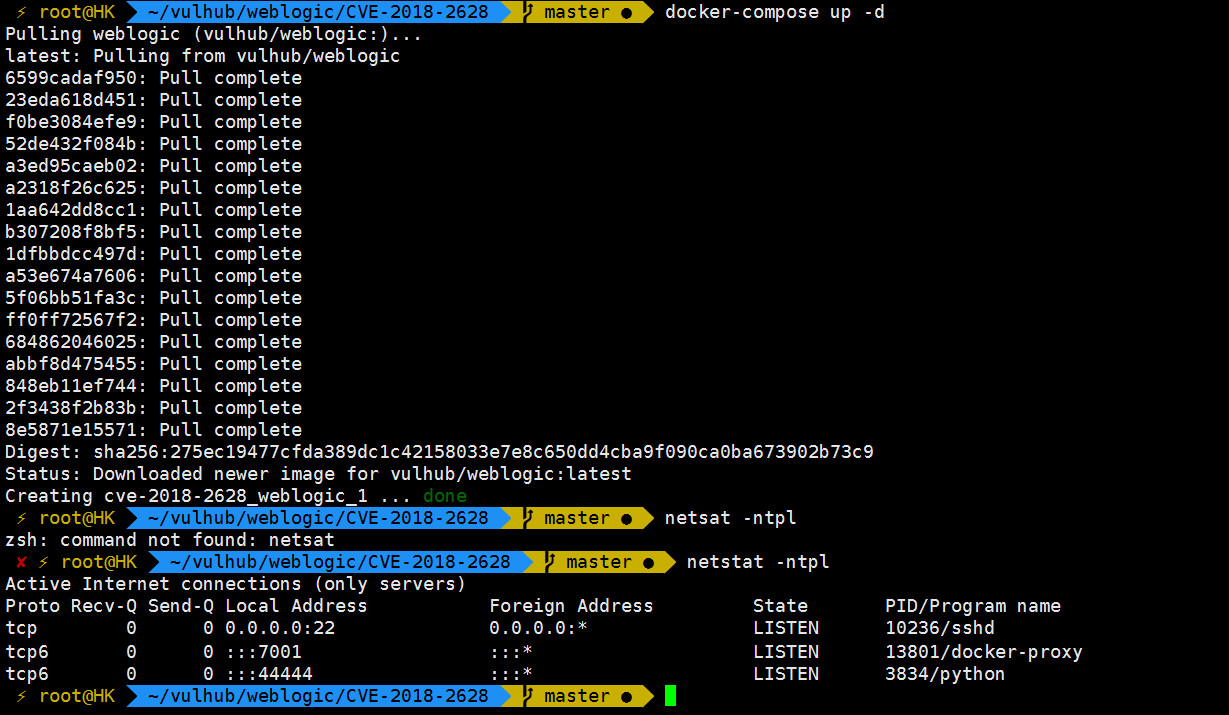 ⚡ root@HK ~/vulhub/weblogic/CVE-2018-2628 master ● docker-compose up -d
Pulling weblogic (vulhub/weblogic:)...
latest: Pulling from vulhub/weblogic
6599cadaf950: Pull complete
23eda618d451: Pull complete
f0be3084efe9: Pull complete
52de432f084b: Pull complete
a3ed95caeb02: Pull complete
a2318f26c625: Pull complete
1aa642dd8cc1: Pull complete
b307208f8bf5: Pull complete
1dfbbdcc497d: Pull complete
a53e674a7606: Pull complete
5f06bb51fa3c: Pull complete
ff0ff72567f2: Pull complete
684862046025: Pull complete
abbf8d475455: Pull complete
848eb11ef744: Pull complete
2f3438f2b83b: Pull complete
8e5871e15571: Pull complete
Digest: sha256:275ec19477cfda389dc1c42158033e7e8c650dd4cba9f090ca0ba673902b73c9
Status: Downloaded newer image for vulhub/weblogic:latest
Creating cve-2018-2628_weblogic_1 ... done
⚡ root@HK ~/vulhub/weblogic/CVE-2018-2628 master ● netsat -ntpl
zsh: command not found: netsat
✘ ⚡ root@HK ~/vulhub/weblogic/CVE-2018-2628 master ● netstat -ntpl
Active Internet connections (only servers)
Proto Recv-Q Send-Q Local Address Foreign Address State PID/Program name
tcp 0 0 0.0.0.0:22 0.0.0.0:* LISTEN 10236/sshd
tcp6 0 0 :::7001 :::* LISTEN 13801/docker-proxy
tcp6 0 0 :::44444 :::* LISTEN 3834/python
⚡ root@HK ~/vulhub/weblogic/CVE-2018-2628 master ●